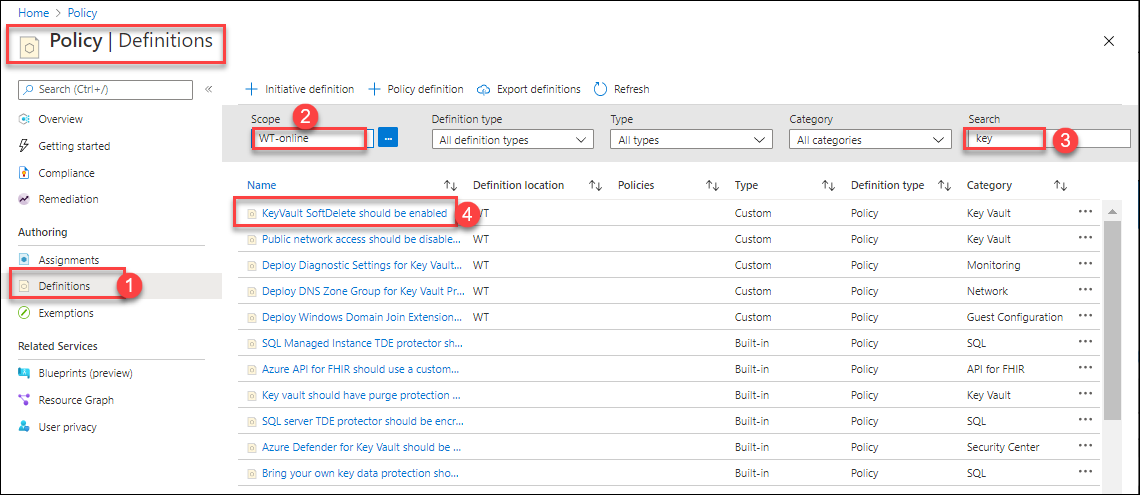 Home > Policy
Policy | Definitions
Search (Ctrl+/) «
Overview
Getting started
Compliance
Remediation
Authoring
Assignments
Definitions 1
Exemptions
Related Services
Blueprints (preview)
Resource Graph
User privacy
+ Initiative definition + Policy definition Export definitions Refresh
Scope 2 Definition type Type Category Search
WT-online ... All definition types All types All categories key 3
Name Definition location Policies Type Definition type Category
KeyVault SoftDelete should be enabled 4 WT Custom Policy Key Vault ...
Public network access should be disable... WT Custom Policy Key Vault ...
Deploy Diagnostic Settings for Key Vault... WT Custom Policy Monitoring ...
Deploy DNS Zone Group for Key Vault Pr... WT Custom Policy Network ...
Deploy Windows Domain Join Extension... WT Custom Policy Guest Configuration ...
SQL Managed Instance TDE protector sh... Built-in Policy SQL ...
Azure API for FHIR should use a custom... Built-in Policy API for FHIR ...
Key vault should have purge protection ... Built-in Policy Key Vault ...
SQL server TDE protector should be encr... Built-in Policy SQL ...
Azure Defender for Key Vault should be ... Built-in Policy Security Center ...
Bring your own key data protection sho... Built-in Policy SQL ...